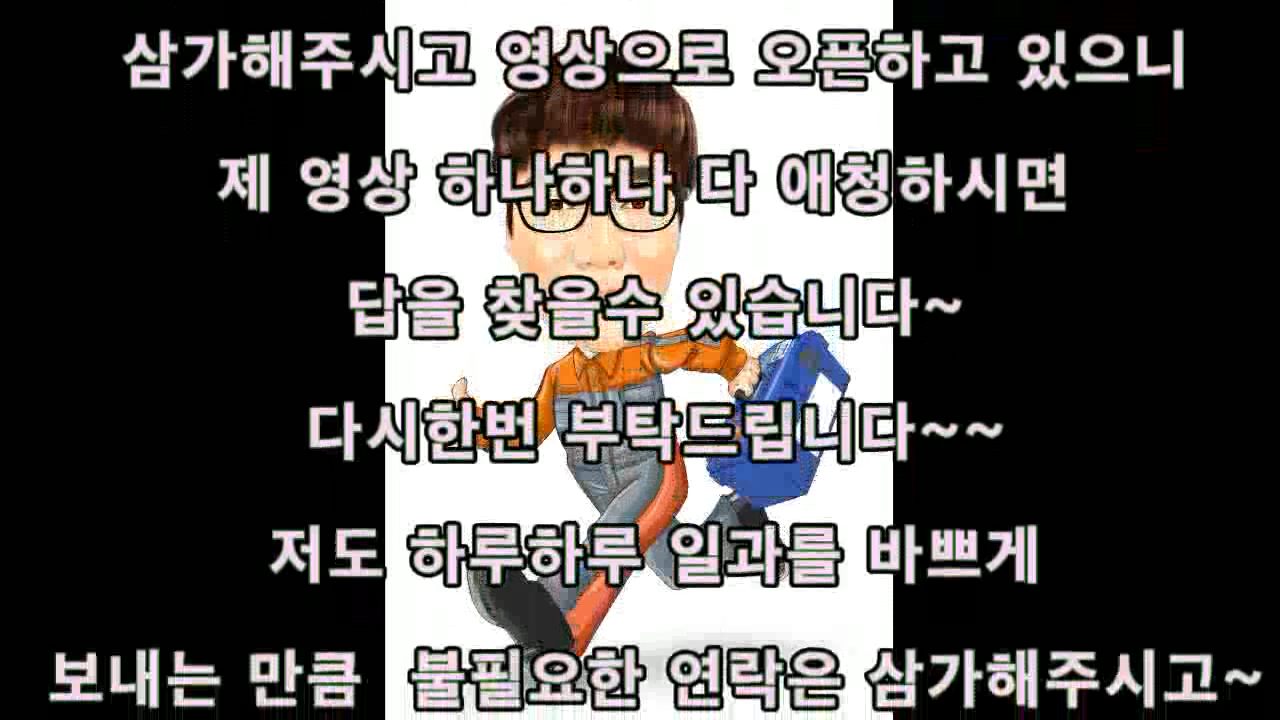 삼가해주시고 영상으로 오픈하고 있으니
제 영상 하나하나 다 애청하시면
답을 찾을수 있습니다~
다시한번 부탁드립니다~~
저도 하루하루 일과를 바쁘게
보내는 만큼 불필요한 연락은 삼가해주시고~